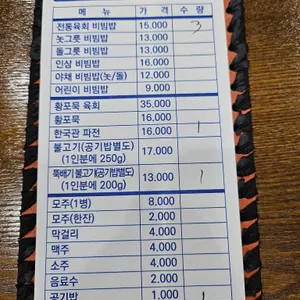 메 뉴 가 격 수 량
전통육회 비빔밥 15.000 3
놋그릇 비빔밥 13.000
돌그릇 비빔밥 13.000
인삼 비빔밥 16.000
야채 비빔밥(놋/돌) 12.000
어린이 비빔밥 9.000
황포묵 육회 35.000
황포묵 16.000
한국관 파전 16.000 1
불고기(공기밥별도) 17.000
(1인분에 250g)
뚝배기 불고기(공기밥별도) 13.000 1
(1인분에 200g)
모주(1병) 8.000
모주(한잔) 2,000
막걸리 4.000
맥주 4.000
소주 4.000
음료수 2.000
공기밥 1.000 1